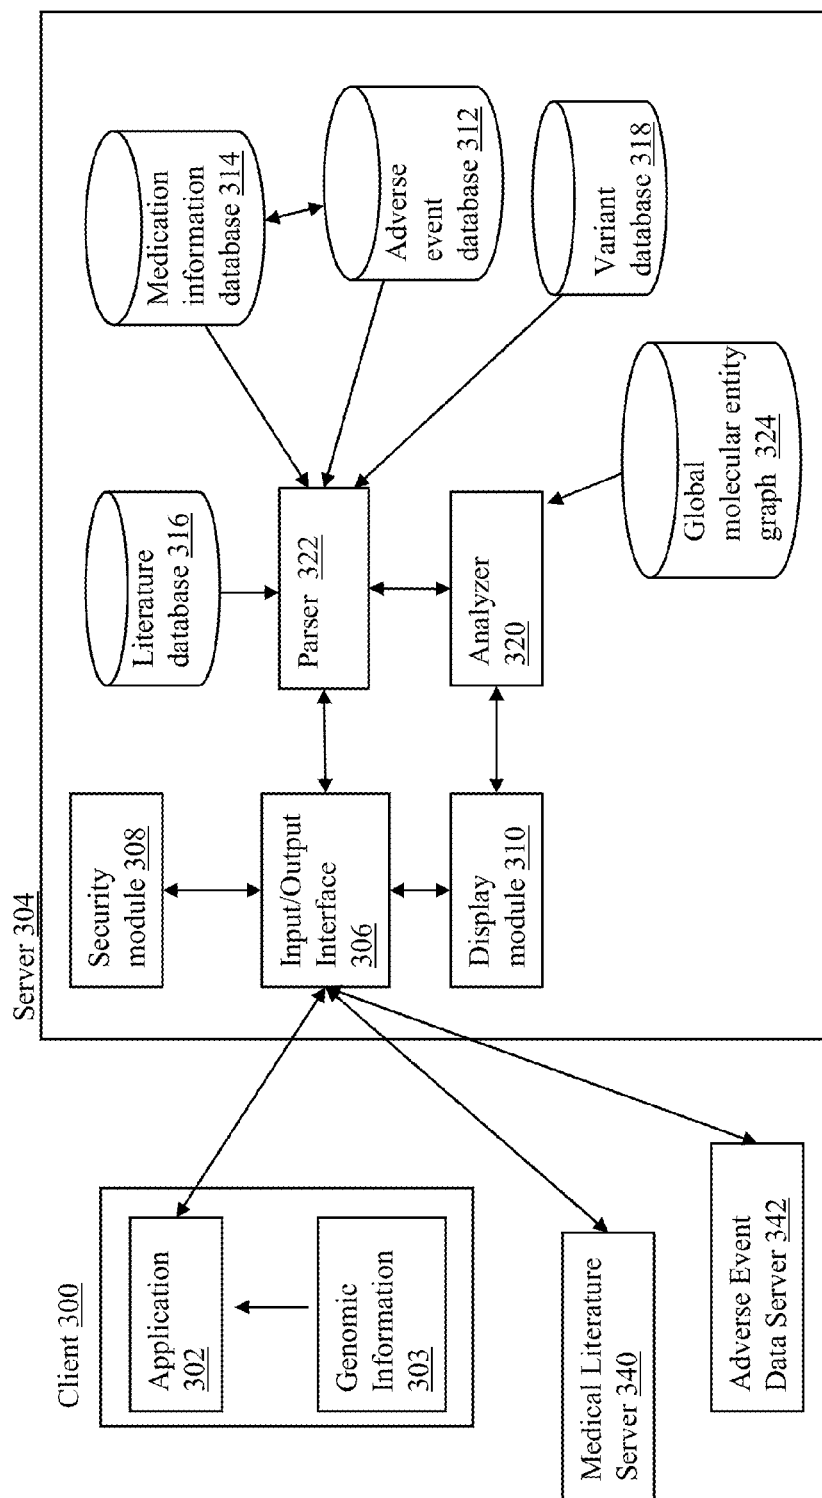 Server 304
Client 300
Application
302
Genomic
Information
303
Medical Literature
Server 340
Adverse Event
Data Server 342
Security
module 308
Input/Output
Interface
306
Display
module 310
Literature
database 316
Parser 322
Analyzer
320
Medication
information
database 314
Adverse
event
database 312
Variant
database 318
Global
molecular entity
graph 324